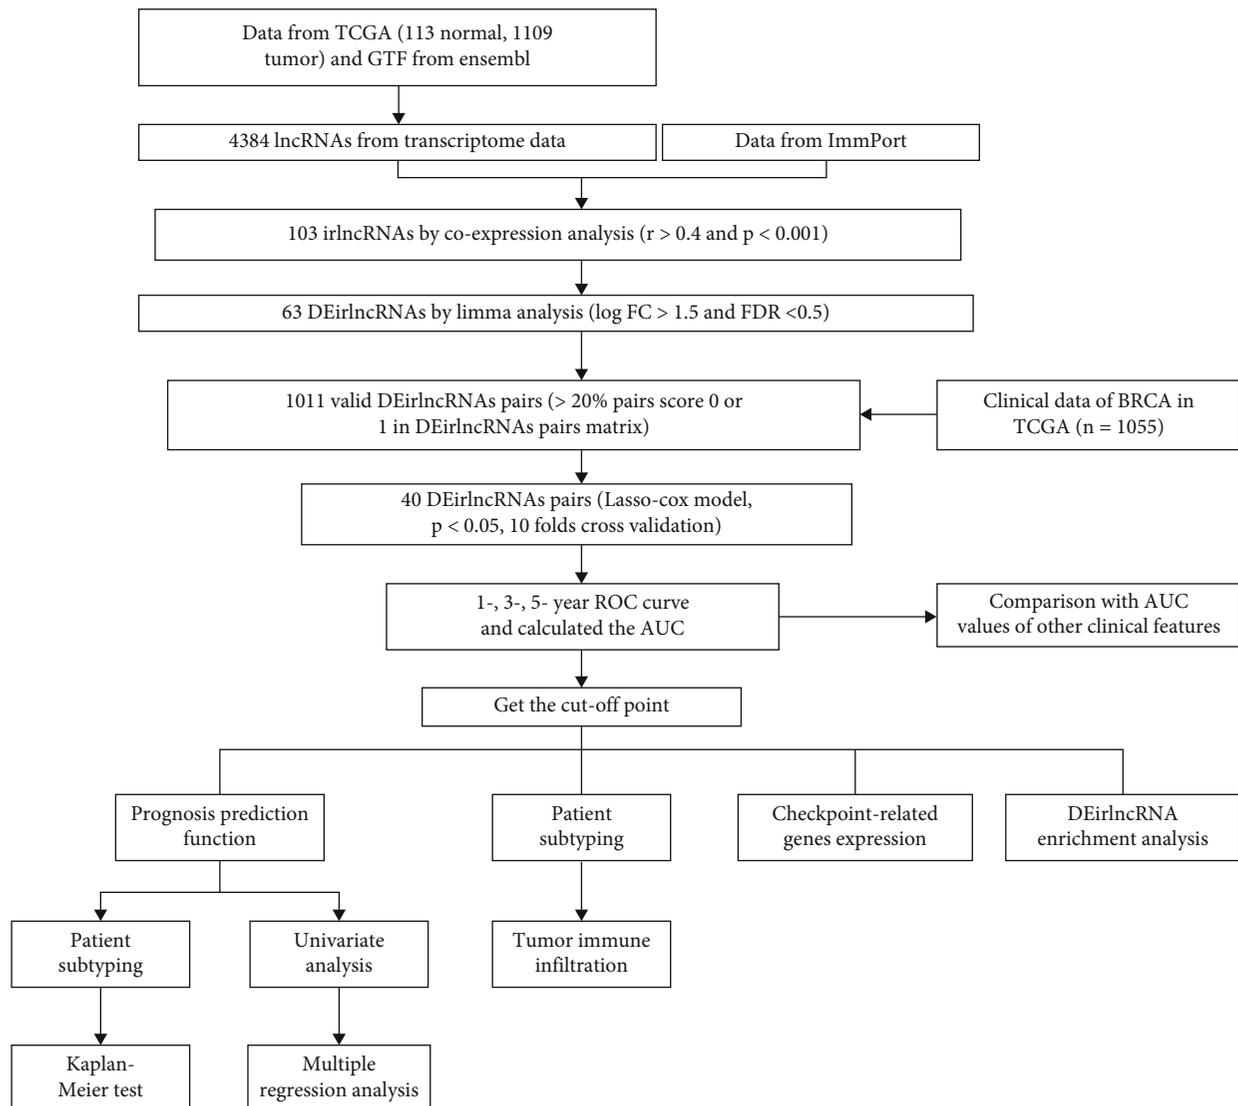 Data from TCGA (113 normal, 1109
tumor) and GTF from ensembl
4384 lncRNAs from transcriptome data
Data from ImmPort
103 irlncRNAs by co-expression analysis (r > 0.4 and p < 0.001)
63 DEirlncRNAs by limma analysis (log FC > 1.5 and FDR <0.5)
1011 valid DEirlncRNAs pairs (> 20% pairs score 0 or
1 in DEirlncRNAs pairs matrix)
Clinical data of BRCA in
TCGA (n = 1055)
40 DEirlncRNAs pairs (Lasso-cox model,
p < 0.05, 10 folds cross validation)
1-, 3-, 5- year ROC curve
and calculated the AUC
Comparison with AUC
values of other clinical features
Get the cut-off point
Prognosis prediction
function
Patient
subtyping
Checkpoint-related
genes expression
DEirlncRNA
enrichment analysis
Patient
subtyping
Univariate
analysis
Tumor immune
infiltration
Kaplan-
Meier test
Multiple
regression analysis